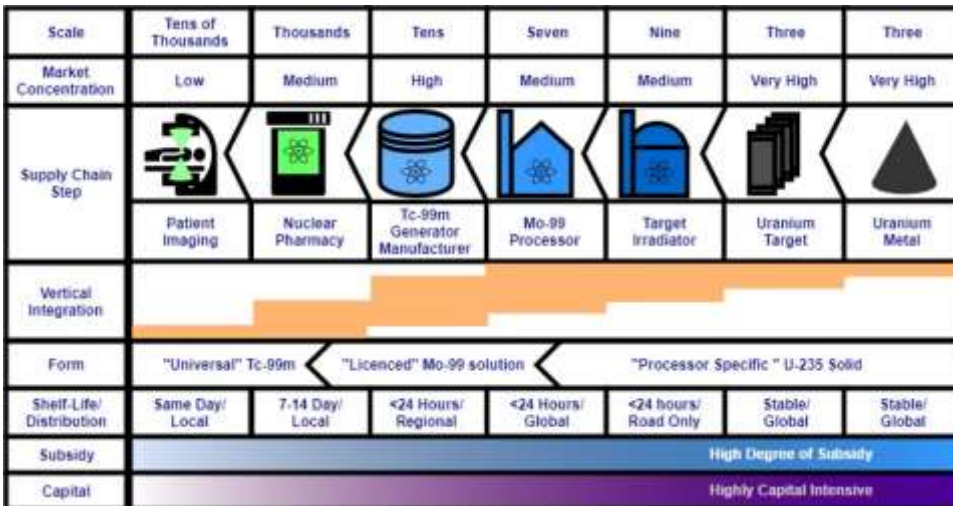 Scale
Tens of
Thousands
Thousands
Tens
Seven
Nine
Three
Three
Market
Concentration
Low
Medium
High
Medium
Medium
Very High
Very High
Supply Chain
Step
Patient
Imaging
Nuclear
Pharmacy
Tc-99m
Generator
Manufacturer
Mo-99
Processor
Target
Irradiator
Uranium
Target
Uranium
Metal
Vertical
Integration
Form
"Universal" Tc-99m
"Licenced" Mo-99 solution
"Processor Specific " U-235 Solid
Shelf-Life/
Distribution
Same Day/
Local
7-14 Day/
Local
<24 Hours/
Regional
<24 Hours/
Global
<24 hours/
Road Only
Stable/
Global
Stable/
Global
Subsidy
High Degree of Subsidy
Capital
Highly Capital Intensive